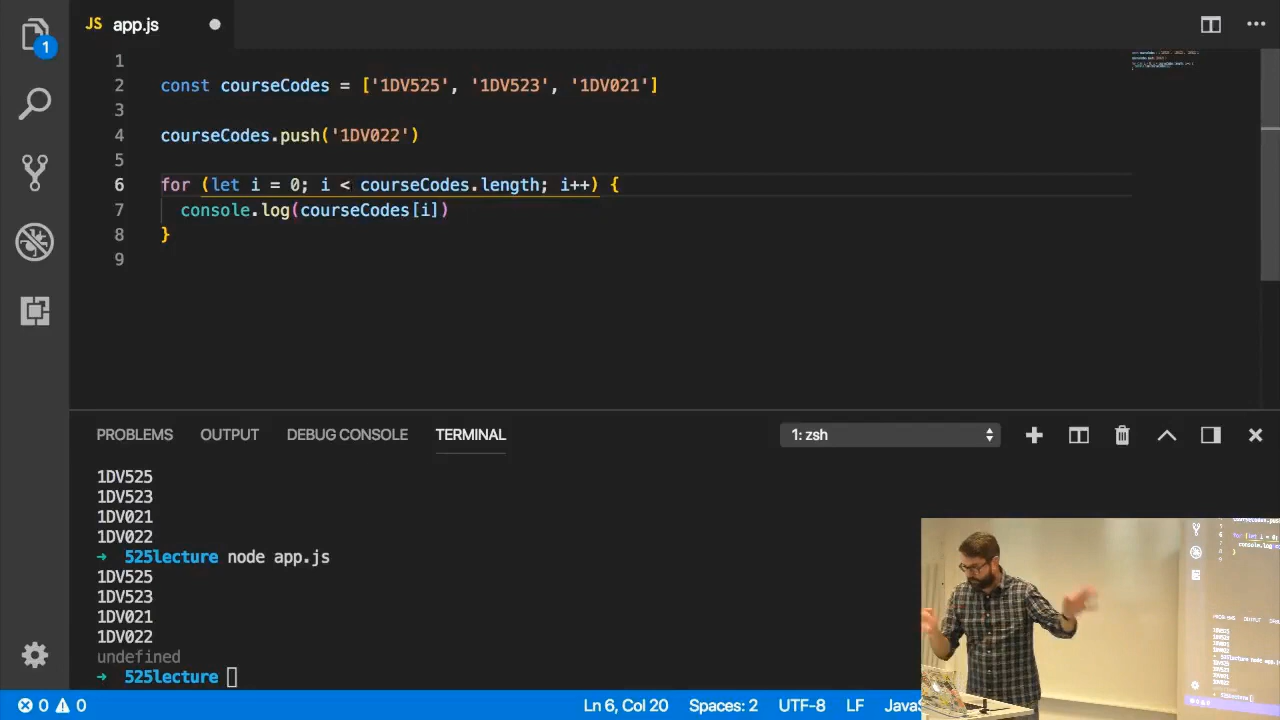 JS app.js
1
1
2 const courseCodes = ['1DV525', '1DV523', '1DV021']
3
4 courseCodes.push('1DV022')
5
6 for (let i = 0; i < courseCodes.length; i++) {
7 console.log(courseCodes[i])
8 }
9
PROBLEMS OUTPUT DEBUG CONSOLE TERMINAL 1: zsh
1DV525
1DV523
1DV021
1DV022
➜ 525lecture node app.js
1DV525
1DV523
1DV021
1DV022
undefined
➜ 525lecture
0 0 Ln 6, Col 20 Spaces: 2 UTF-8 LF JavaS